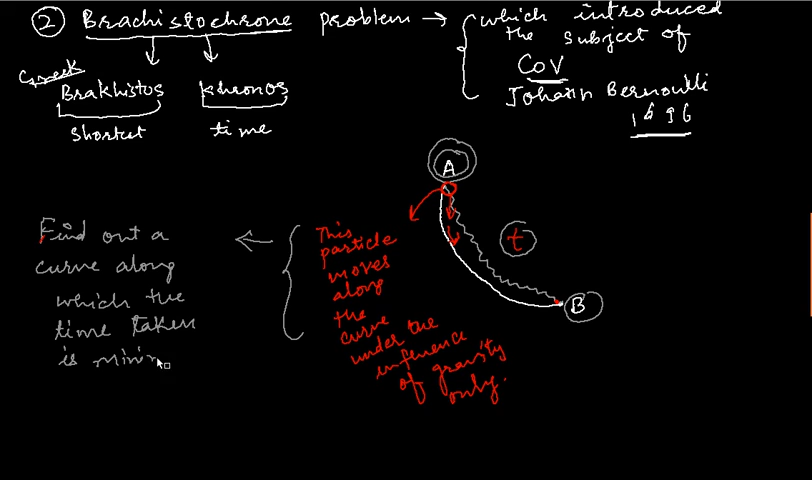 ② Brachistochrone problem → which introduced
the subject of
COV
Johann Bernoulli
1696
Greek
Brakhistos Khronos
shortest time
A
t
B
Find out a
curve along
which the
time taken
is minim
This
particle
moves
along
the
curve
under the
influence
of gravity
only.